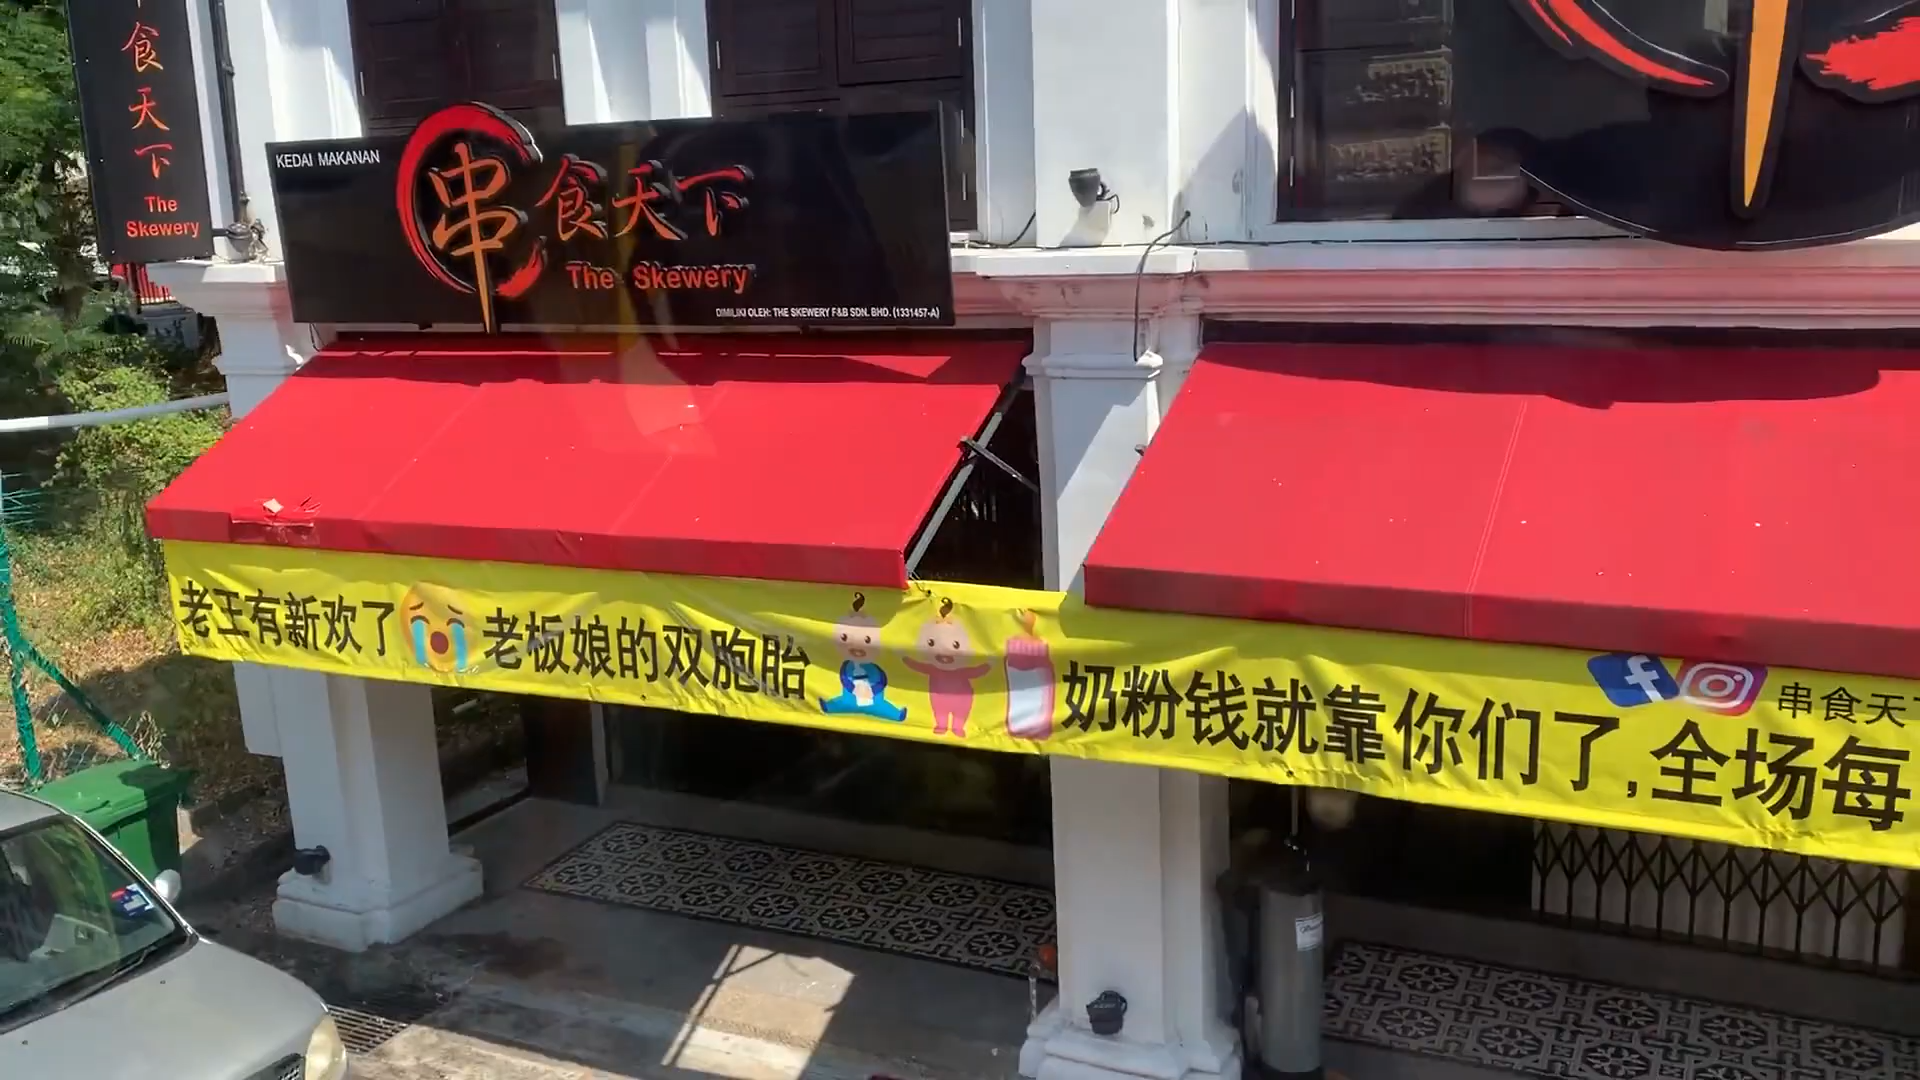 食天下
The
Skewery
KEDAI MAKANAN
串食天下
The Skewery
DIMILIKI OLEH: THE SKEWERY F&B SDN. BHD. (1331457-A)
老王有新欢了 老板娘的双胞胎 奶粉钱就靠你们了,全场每
串食天